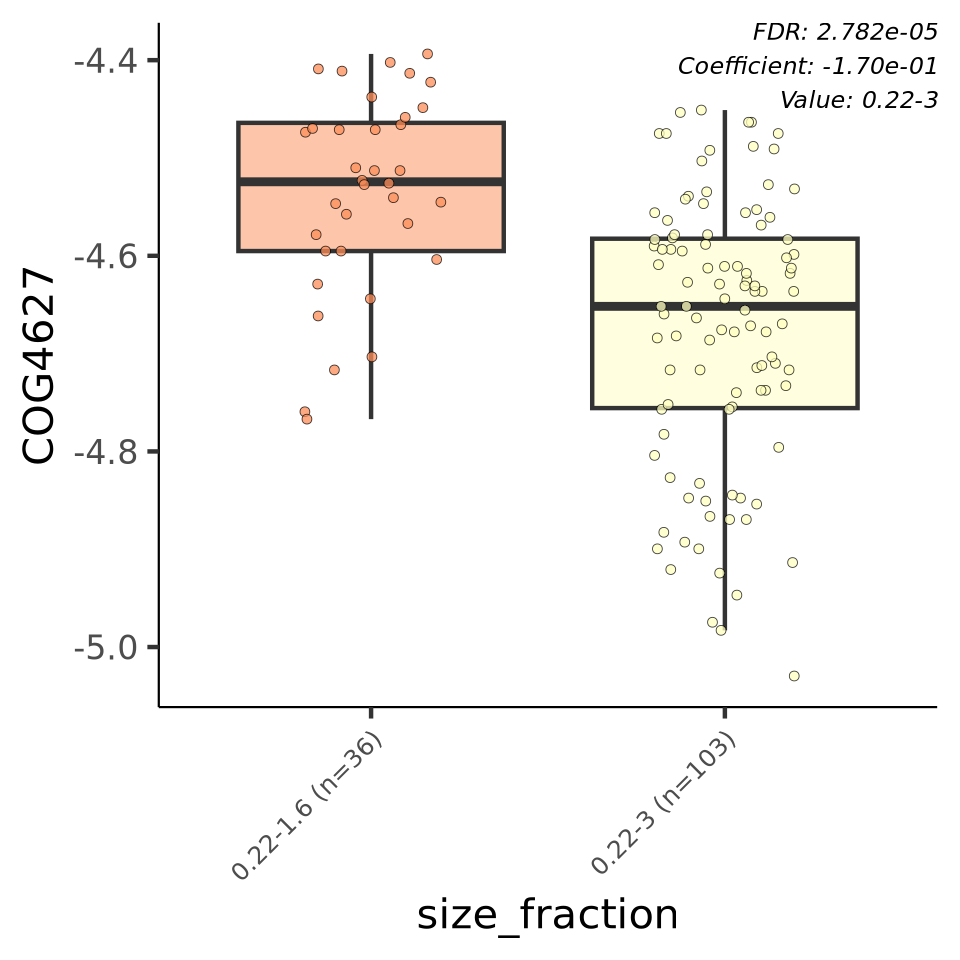 FDR: 2.782e-05
Coefficient: -1.70e-01
Value: 0.22-3
COG4627
-4.4
-4.6
-4.8
-5.0
0.22-1.6 (n=36)
0.22-3 (n=103)
size_fraction